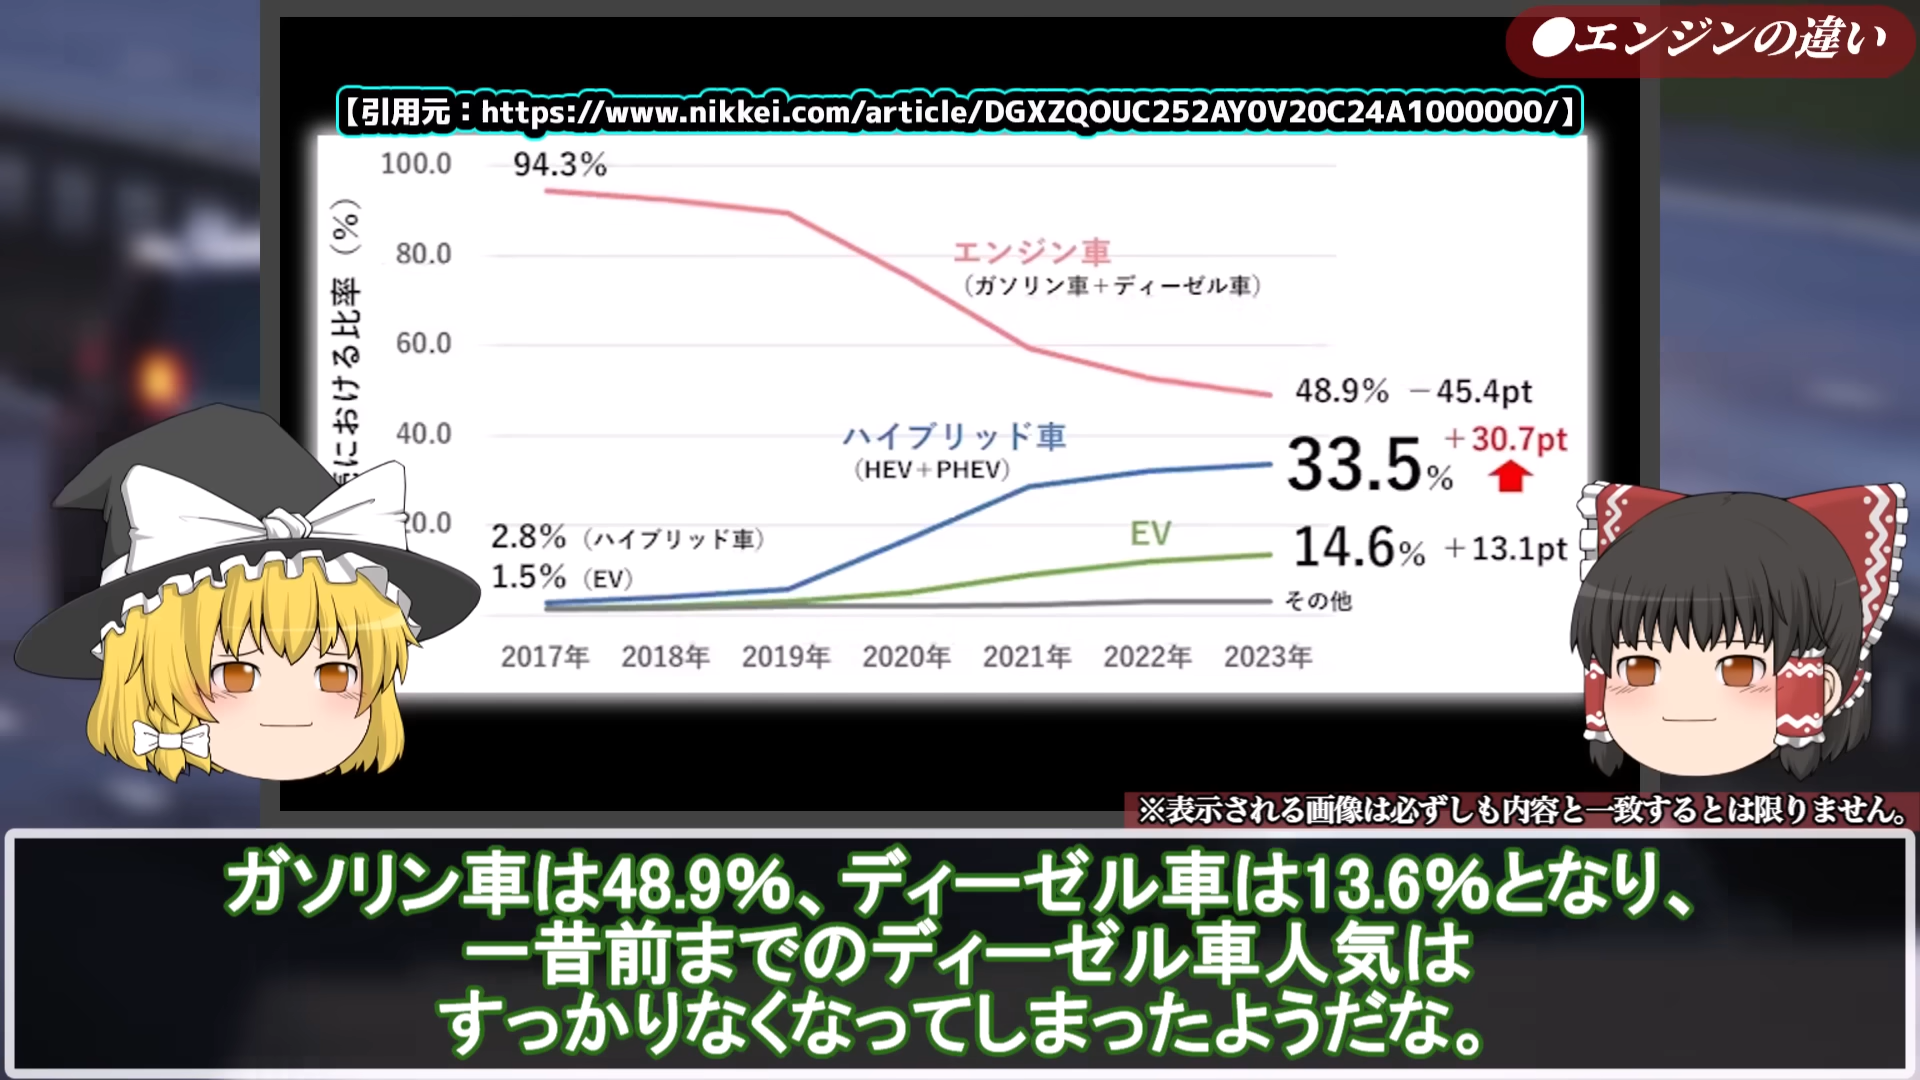 ●エンジンの違い
【引用元：https://www.nikkei.com/article/DGXZQOUC252AY0V20C24A1000000/】
における比率（%）
100.0
80.0
60.0
40.0
20.0
94.3%
エンジン車
（ガソリン車＋ディーゼル車）
48.9% －45.4pt
ハイブリッド車
（HEV＋PHEV）
33.5% ＋30.7pt
2.8%（ハイブリッド車）
1.5%（EV）
EV
14.6% ＋13.1pt
その他
2017年 2018年 2019年 2020年 2021年 2022年 2023年
※表示される画像は必ずしも内容と一致するとは限りません。
ガソリン車は48.9%、ディーゼル車は13.6%となり、
一昔前までのディーゼル車人気は
すっかりなくなってしまったようだな。